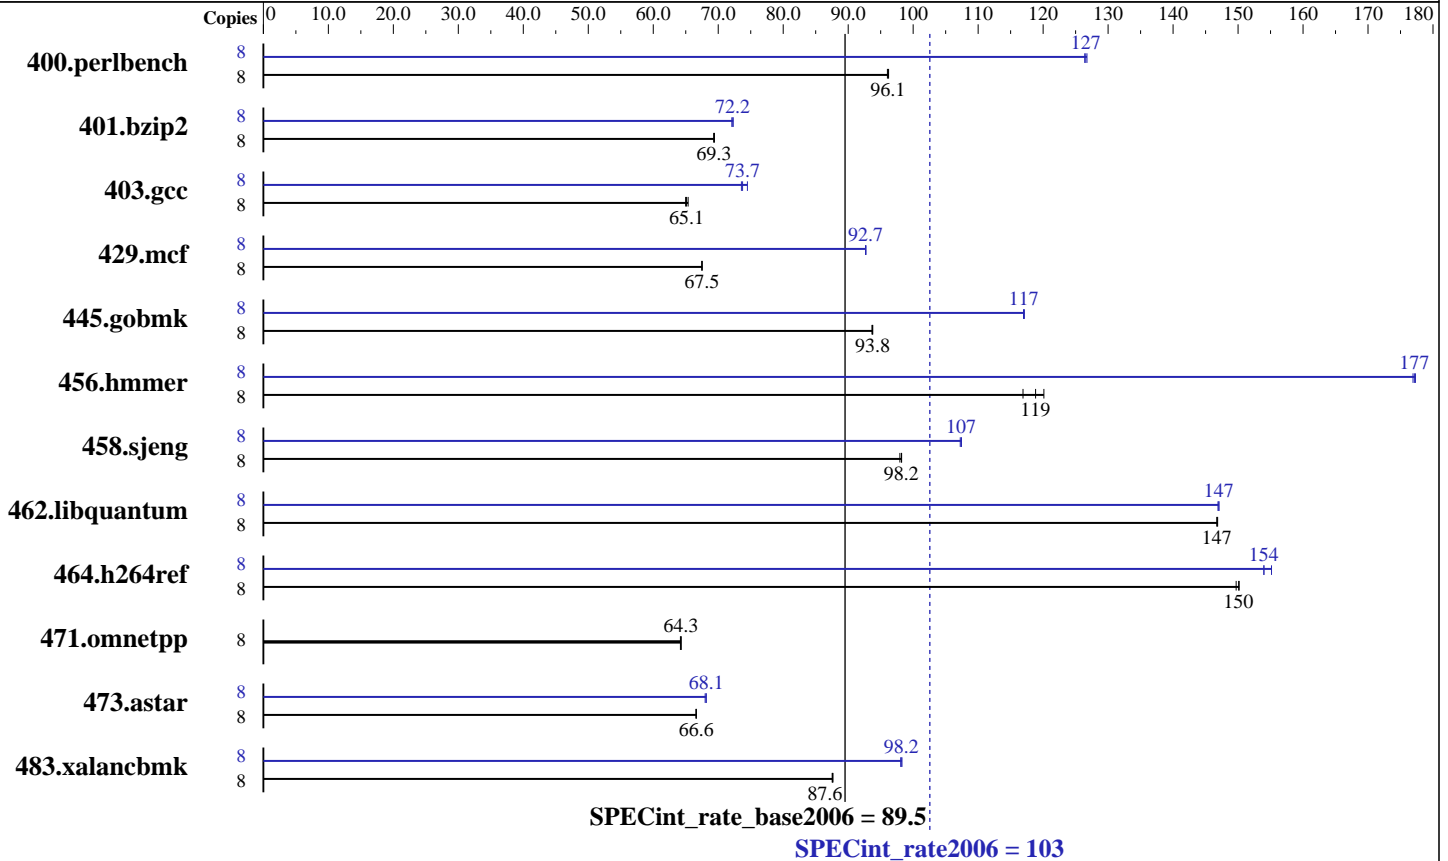 Copies 0 10.0 20.0 30.0 40.0 50.0 60.0 70.0 80.0 90.0 100 110 120 130 140 150 160 170 180
400.perlbench 8 127
8 96.1
401.bzip2 8 72.2
8 69.3
403.gcc 8 73.7
8 65.1
429.mcf 8 92.7
8 67.5
445.gobmk 8 117
8 93.8
456.hmmer 8 177
8 119
458.sjeng 8 107
8 98.2
462.libquantum 8 147
8 147
464.h264ref 8 154
8 150
471.omnetpp 8 64.3
473.astar 8 68.1
8 66.6
483.xalancbmk 8 98.2
8 87.6
SPECint_rate_base2006 = 89.5
SPECint_rate2006 = 103